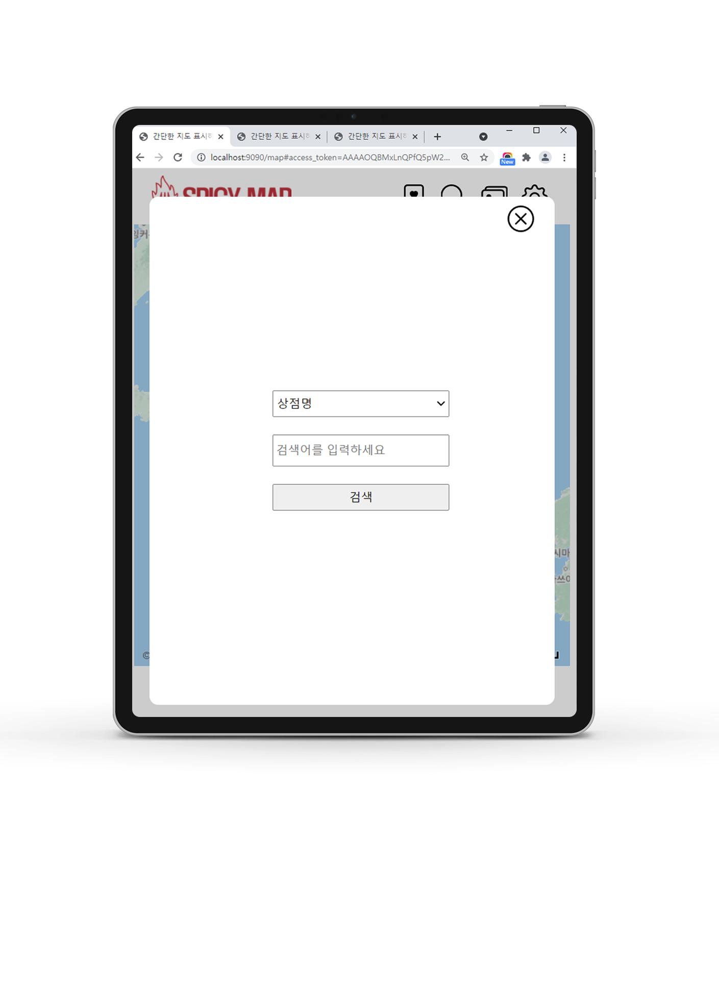 간단한 지도 표시 간단한 지도 표시 간단한 지도 표시
localhost:9090/map#access_token=AAAAOQBMxLnQPfQ5pW2...
New
SPICY MAP
상점명
검색어를 입력하세요
검색
시마
©